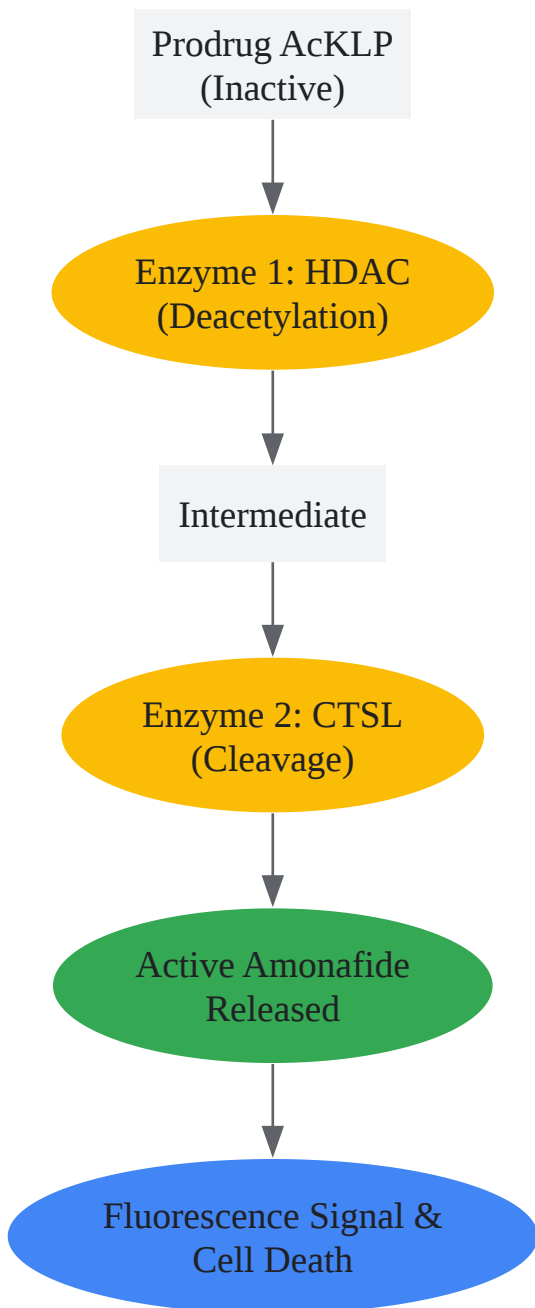 Prodrug AcKLP
(Inactive)
Enzyme 1: HDAC
(Deacetylation)
Intermediate
Enzyme 2: CTSL
(Cleavage)
Active Amonafide
Released
Fluorescence Signal &
Cell Death